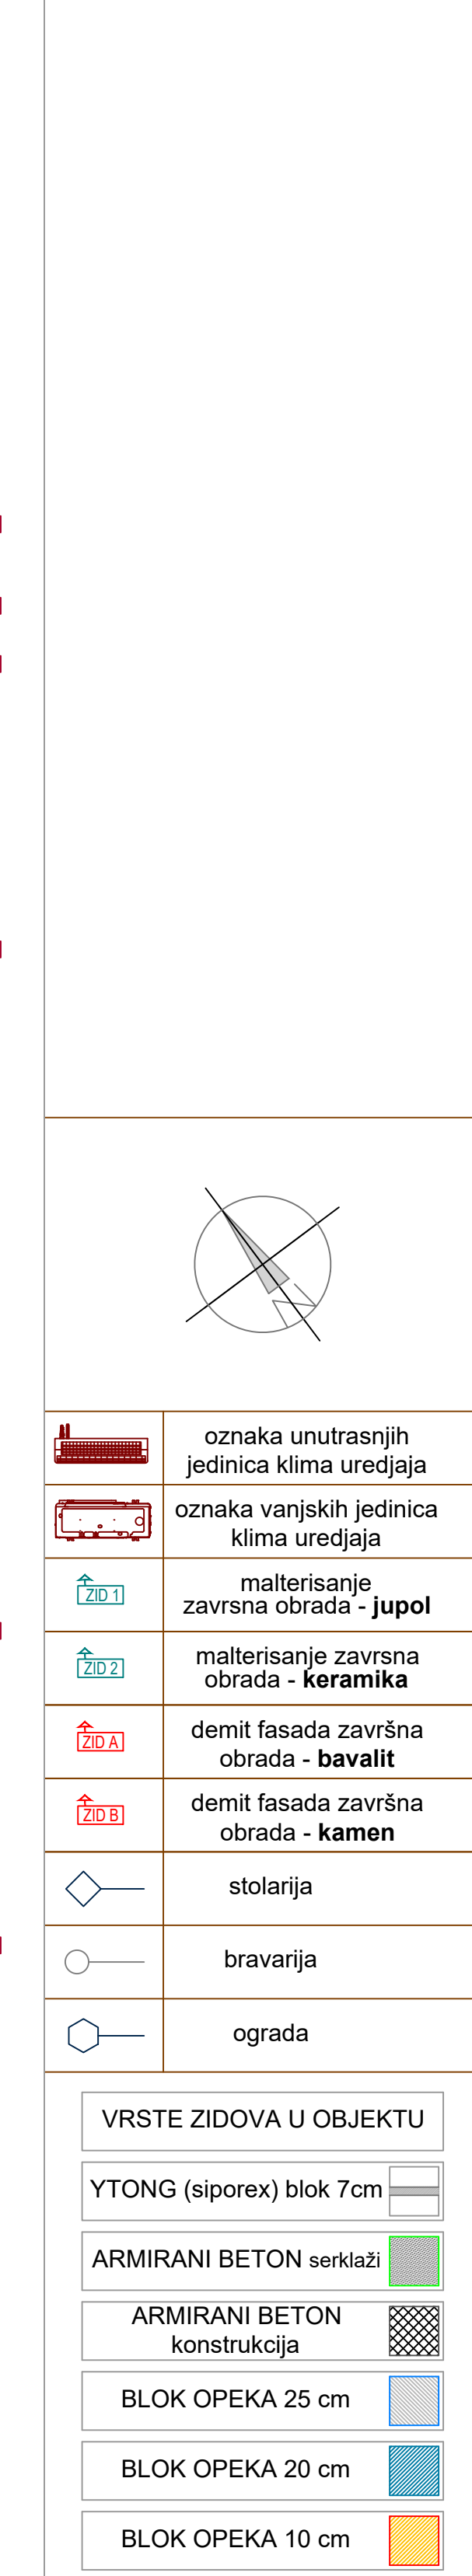 N
oznaka unutrasnjih
jedinica klima uredjaja
oznaka vanjskih jedinica
klima uredjaja
ZID 1
malterisanje
zavrsna obrada - jupol
ZID 2
malterisanje zavrsna
obrada - keramika
ZID A
demit fasada završna
obrada - bavalit
ZID B
demit fasada završna
obrada - kamen
stolarija
bravarija
ograda
VRSTE ZIDOVA U OBJEKTU
YTONG (siporex) blok 7cm
ARMIRANI BETON serklaži
ARMIRANI BETON
konstrukcija
BLOK OPEKA 25 cm
BLOK OPEKA 20 cm
BLOK OPEKA 10 cm